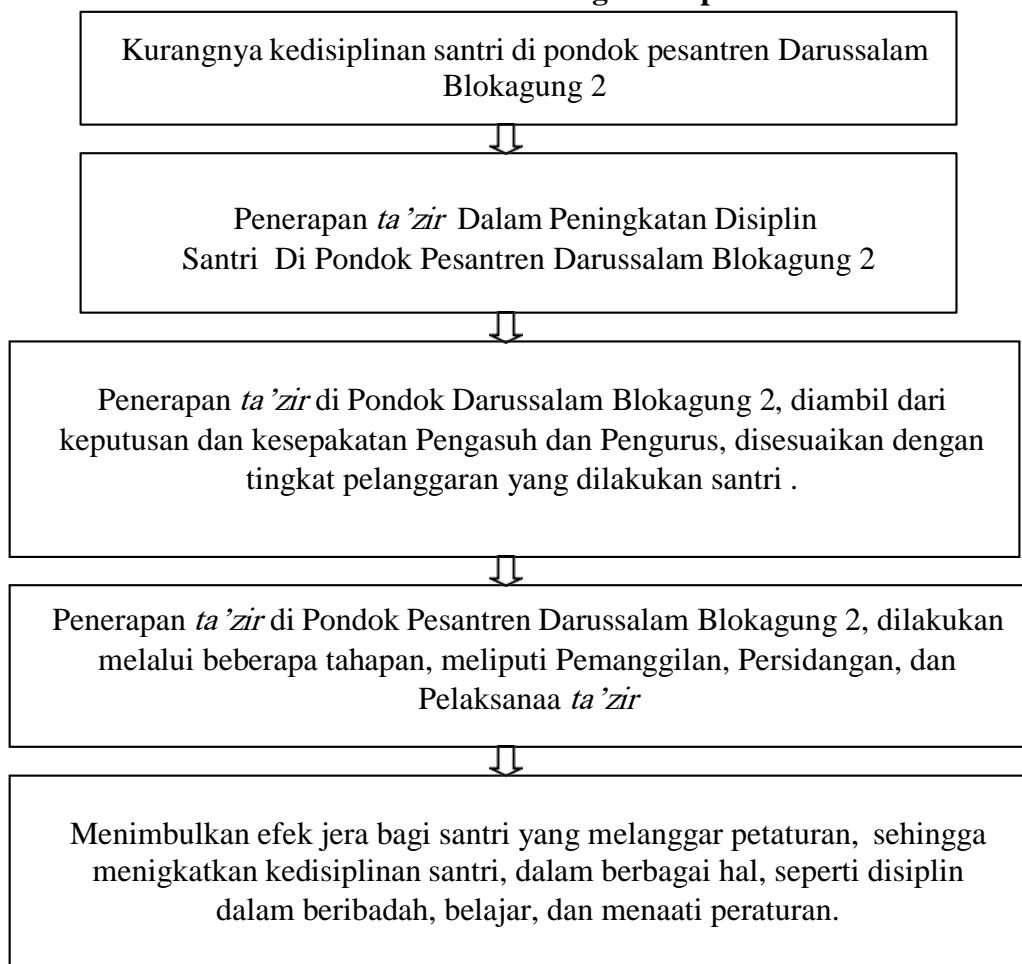 Kurangnya kedisiplinan santri di pondok pesantren Darussalam
Blokagung 2
Penerapan ta’zir Dalam Peningkatan Disiplin
Santri Di Pondok Pesantren Darussalam Blokagung 2
Penerapan ta’zir di Pondok Darussalam Blokagung 2, diambil dari
keputusan dan kesepakatan Pengasuh dan Pengurus, disesuaikan dengan
tingkat pelanggaran yang dilakukan santri .
Penerapan ta’zir di Pondok Pesantren Darussalam Blokagung 2, dilakukan
melalui beberapa tahapan, meliputi Pemanggilan, Persidangan, dan
Pelaksanaa ta’zir
Menimbulkan efek jera bagi santri yang melanggar petaturan, sehingga
menigkatkan kedisiplinan santri, dalam berbagai hal, seperti disiplin
dalam beribadah, belajar, dan menaati peraturan.